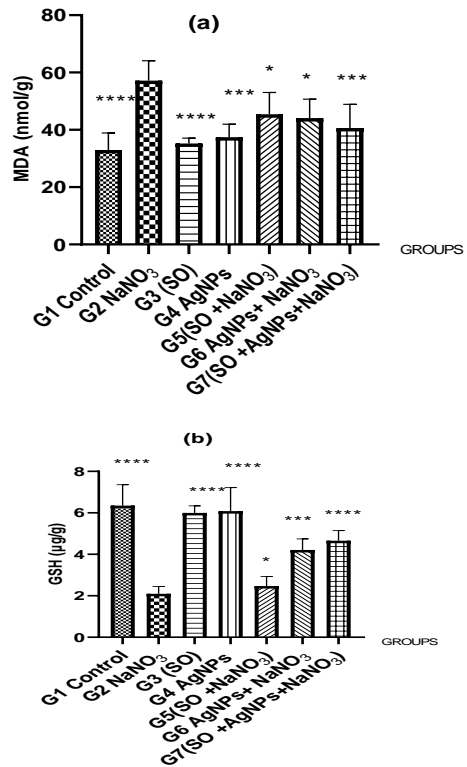 (a)
MDA (nmol/g)
80
60
40
20
0
****
****
***
*
*
***
GROUPS
G1 Control
G2 NaNO₃
G3 (SO)
G4 AgNPs
G5(SO +NaNO₃)
G6 AgNPs+ NaNO₃
G7(SO +AgNPs+NaNO₃)
(b)
GSH (µg/g)
8
6
4
2
0
****
****
****
*
***
****
GROUPS
G1 Control
G2 NaNO₃
G3 (SO)
G4 AgNPs
G5(SO +NaNO₃)
G6 AgNPs+ NaNO₃
G7(SO +AgNPs+NaNO₃)